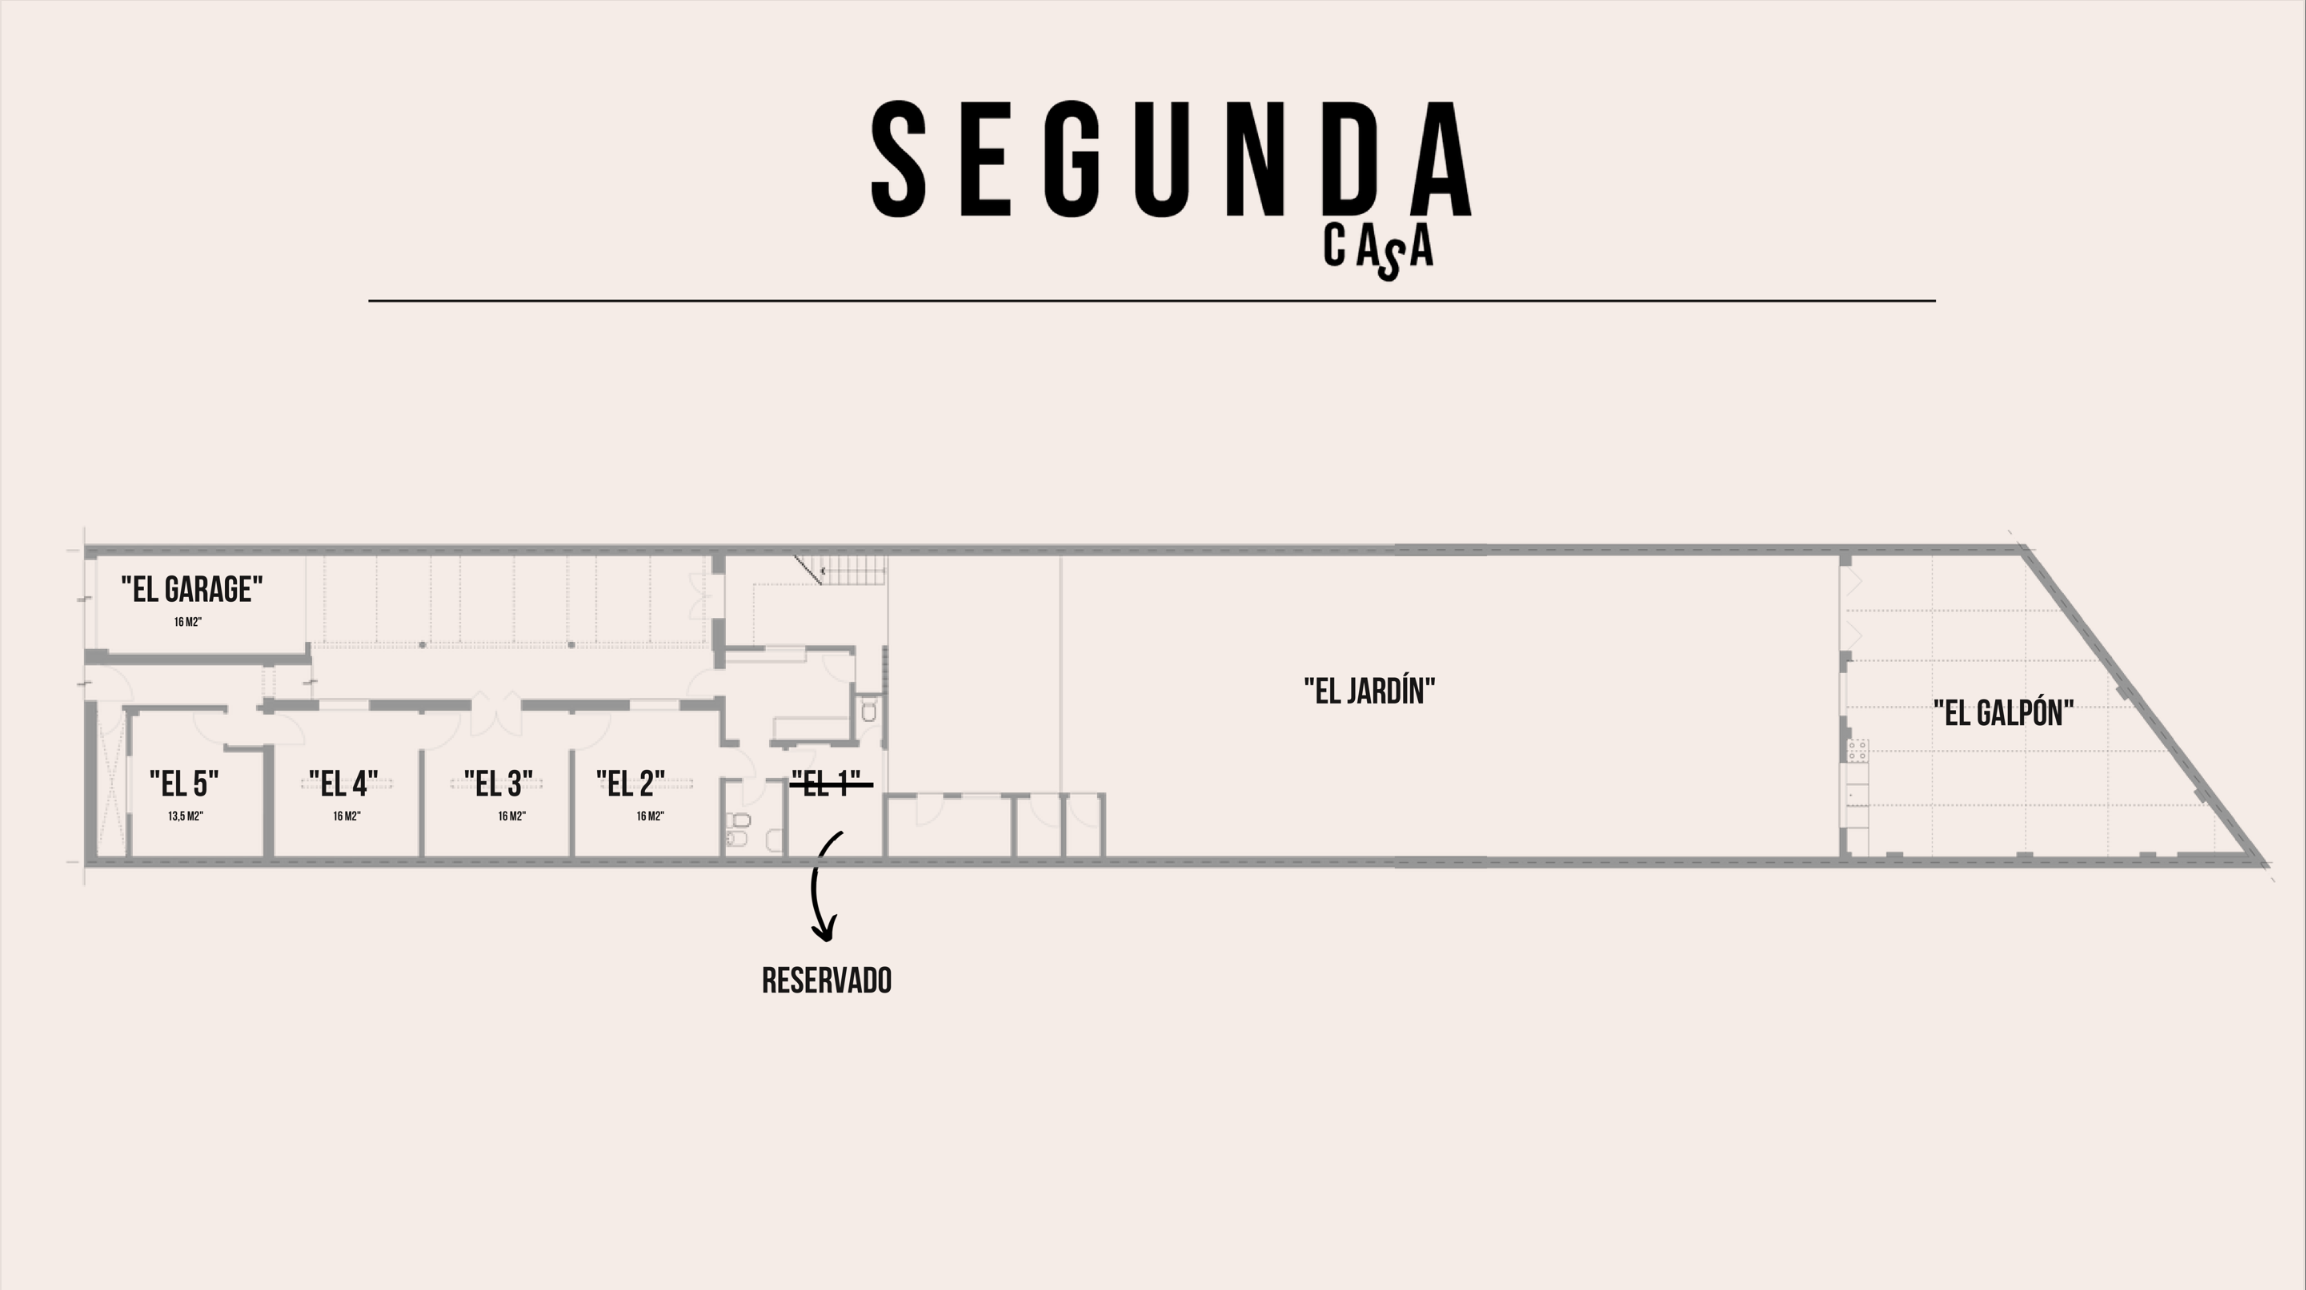 SEGUNDA
CASA
"EL GARAGE"
16 M2"
"EL JARDÍN"
"EL GALPÓN"
"EL 5"
13,5 M2"
"EL 4"
16 M2"
"EL 3"
16 M2"
"EL 2"
16 M2"
"EL 1"
RESERVADO